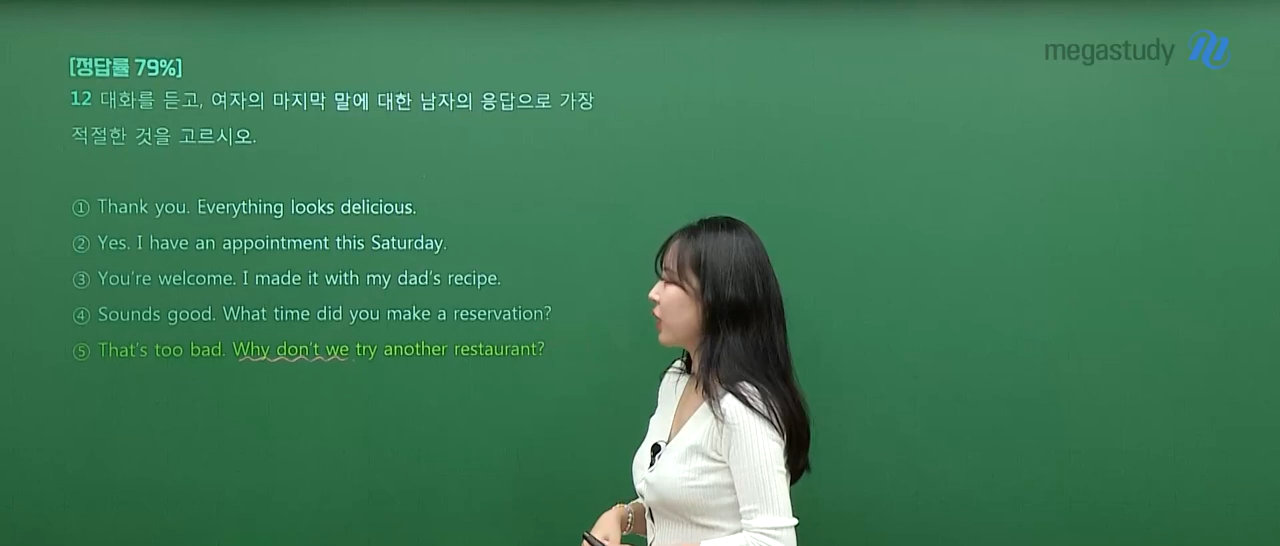 megastudy
[정답률 79%]
12 대화를 듣고, 여자의 마지막 말에 대한 남자의 응답으로 가장
적절한 것을 고르시오.
① Thank you. Everything looks delicious.
② Yes. I have an appointment this Saturday.
③ You're welcome. I made it with my dad's recipe.
④ Sounds good. What time did you make a reservation?
⑤ That's too bad. Why don't we try another restaurant?